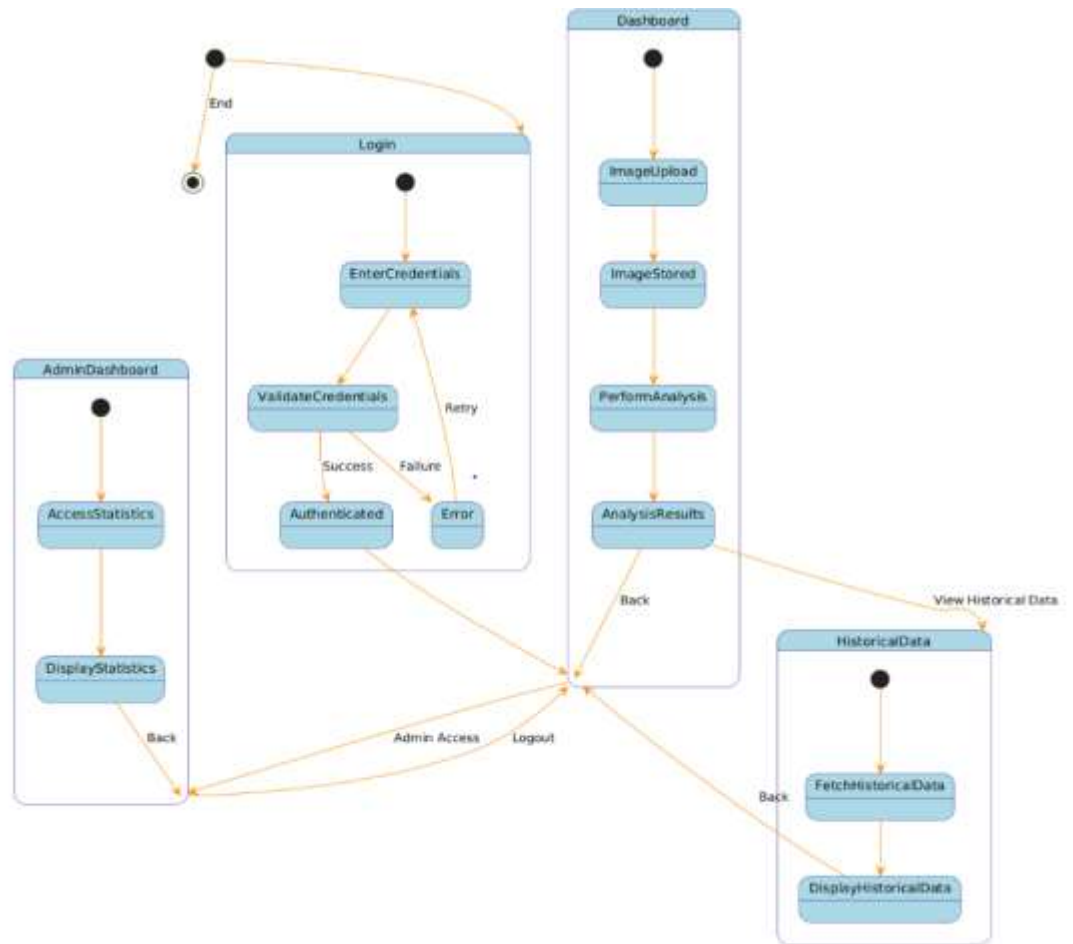 Dashboard
End
Login
ImageUpload
EnterCredentials
ImageStored
AdminDashboard
ValidateCredentials
PerformAnalysis
Retry
Success
Failure
AccessStatistics
Authenticated
Error
AnalysisResults
Back
View Historical Data
HistoricalData
DisplayStatistics
Back
Admin Access
Logout
FetchHistoricalData
Back
DisplayHistoricalData